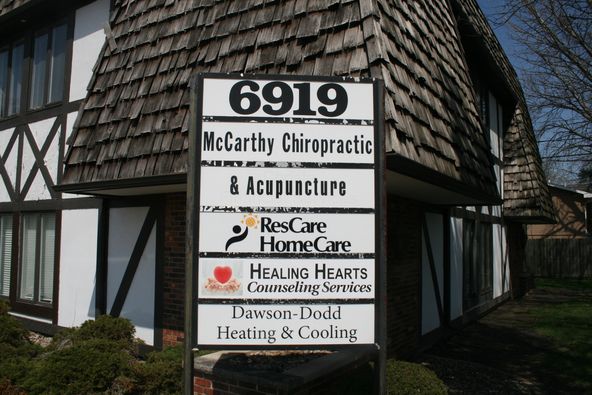 6919
McCarthy Chiropractic
& Acupuncture
ResCare
HomeCare
HEALING HEARTS
Counseling Services
Dawson-Dodd
Heating & Cooling